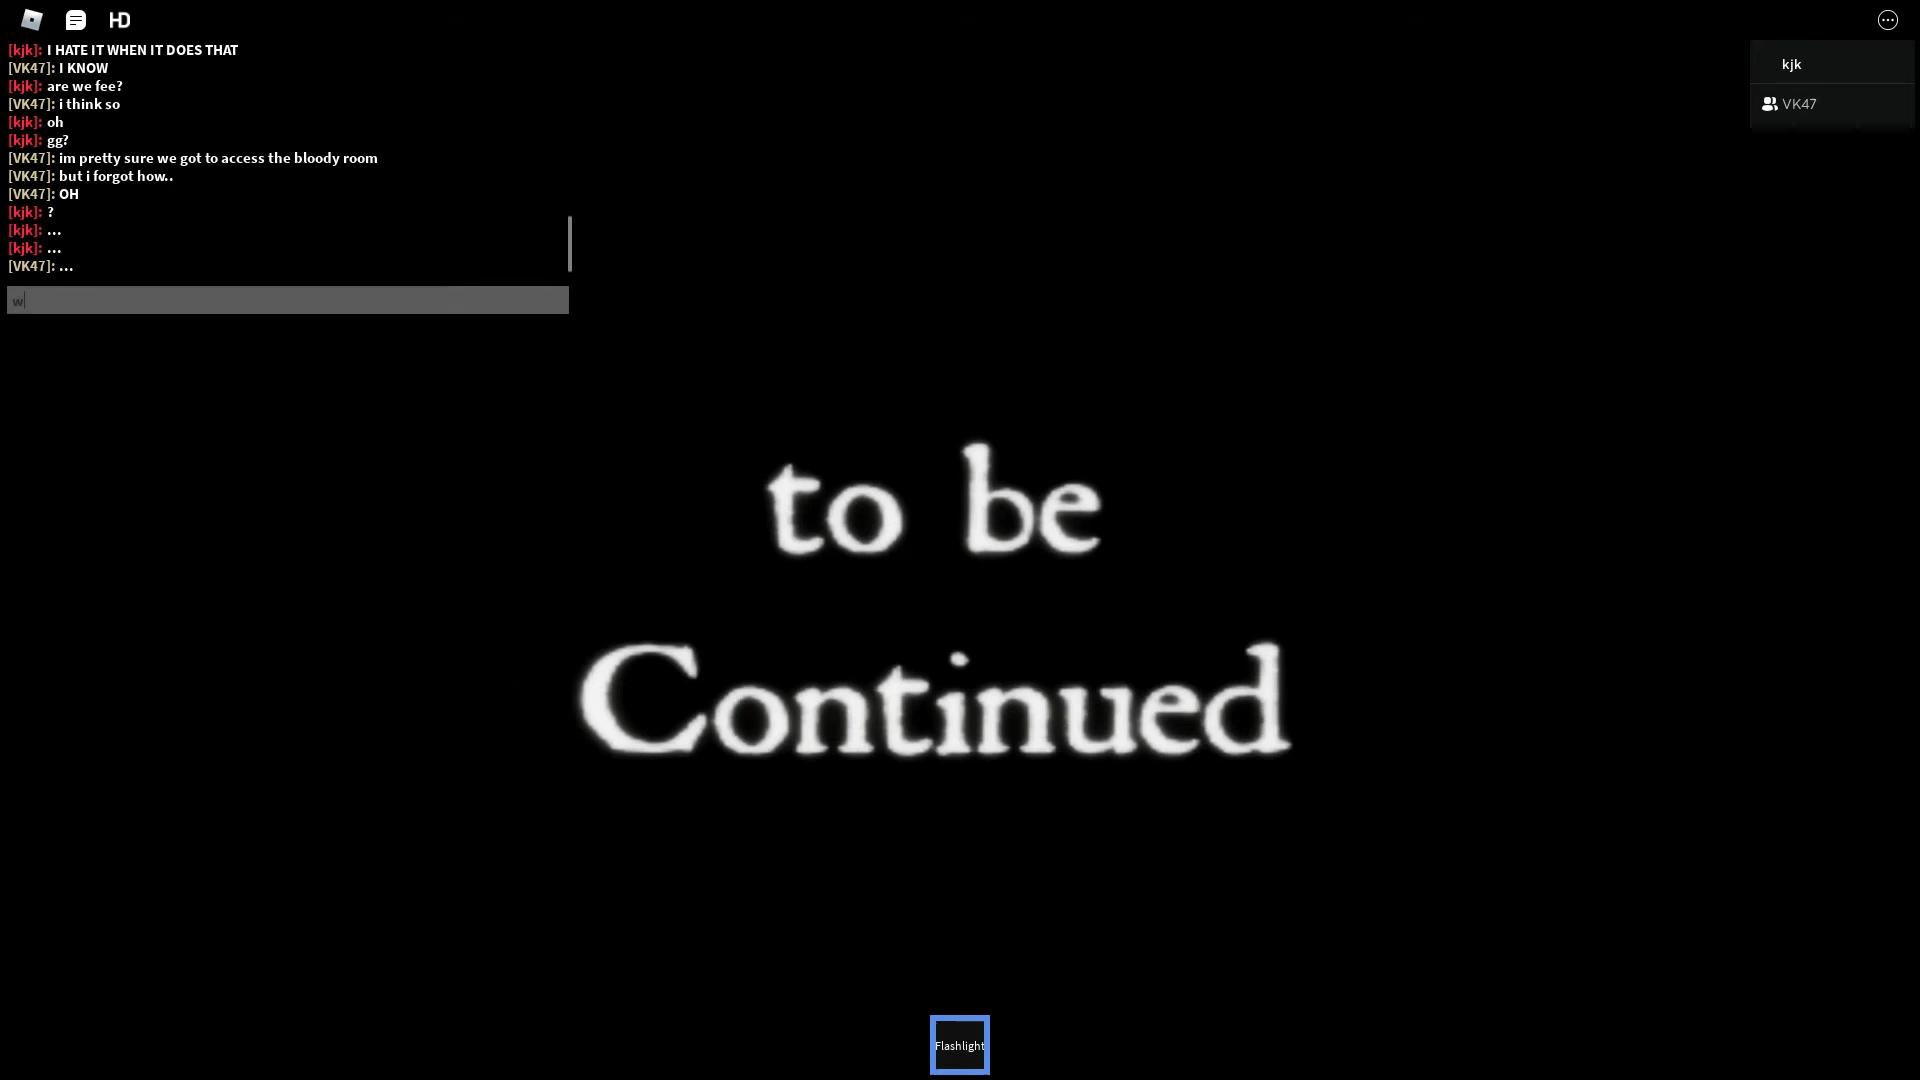 HD
[kjk]: I HATE IT WHEN IT DOES THAT
[VK47]: I KNOW
[kjk]: are we fee?
[VK47]: i think so
[kjk]: oh
[kjk]: gg?
[VK47]: im pretty sure we got to access the bloody room
[VK47]: but i forgot how..
[VK47]: OH
[kjk]: ?
[kjk]: ...
[kjk]: ...
[VK47]: ...
w
kjk
VK47
to be
Continued
Flashlight